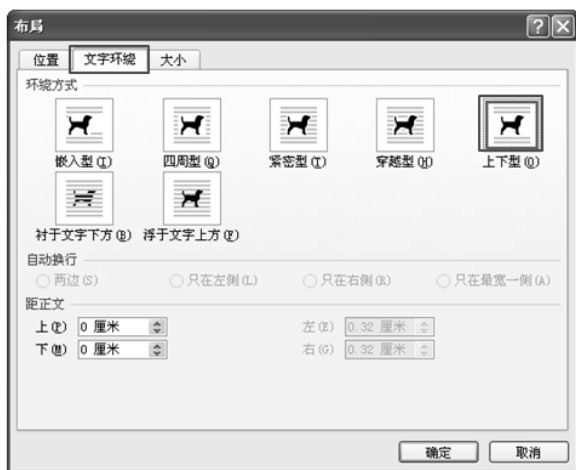 布局
位置 文字环绕 大小
环绕方式
嵌入型(I) 四周型(Q) 紧密型(T) 穿越型(H) 上下型(O)
衬于文字下方(B) 浮于文字上方(F)
自动换行
两边(S) 只在左侧(L) 只在右侧(R) 只在最宽一侧(A)
距正文
上(P) 0 厘米 左(E) 0.32 厘米
下(M) 0 厘米 右(G) 0.32 厘米
确定 取消